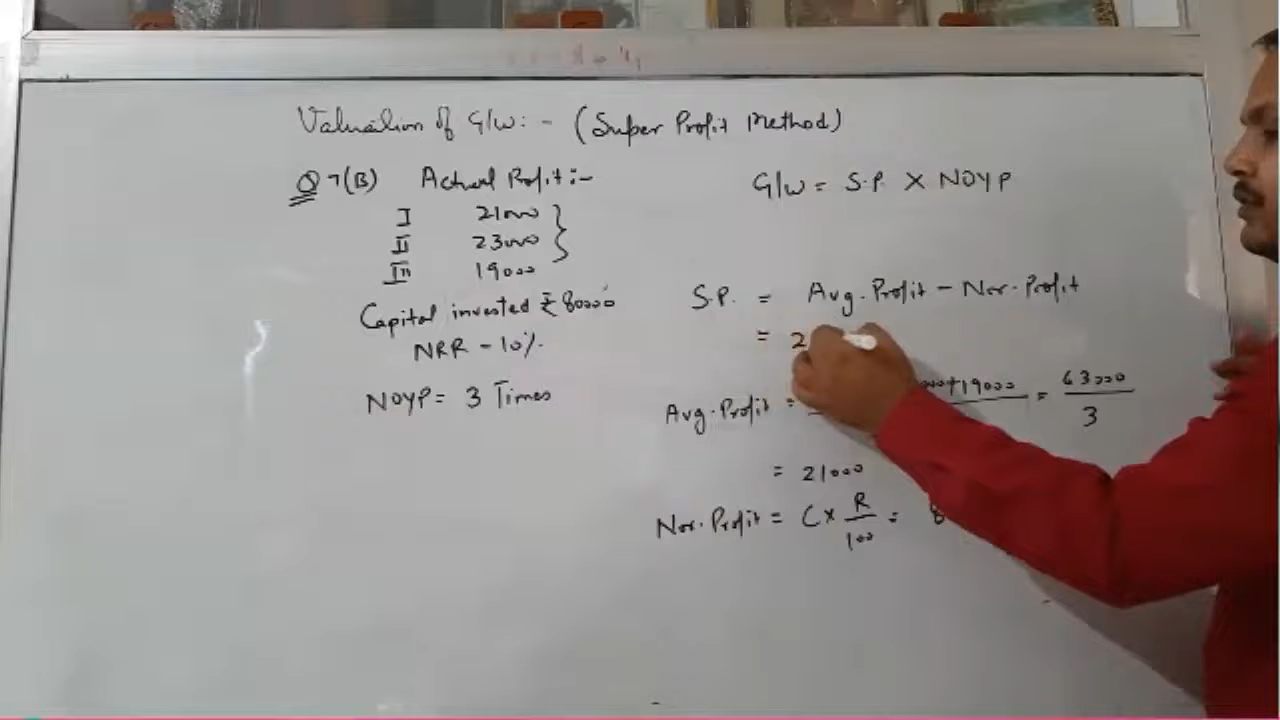 Valuation of G/W: - (Super Profit Method)
Q 7(B) Actual Profit:-
I 21000
II 23000
III 19000
Capital invested ₹ 80000
NRR - 10%
NOYP = 3 Times
G/W = S.P. X NOYP
S.P. = Avg. Profit - Nor. Profit
= 2
Avg. Profit = +19000 = 63000
3
= 21000
Nor. Profit = C x R = 8
100